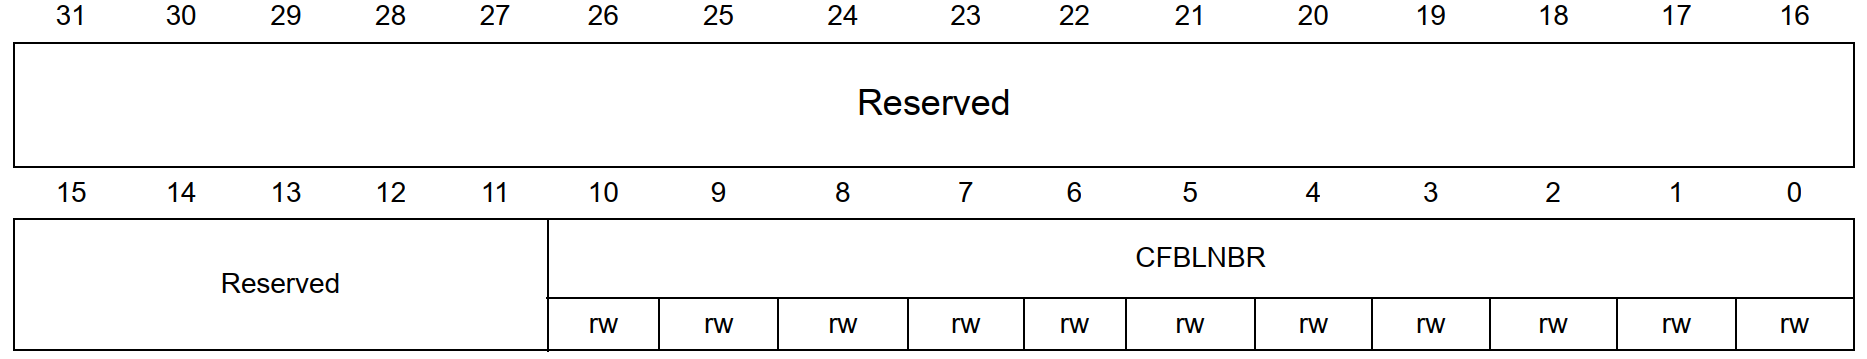 31 30 29 28 27 26 25 24 23 22 21 20 19 18 17 16
Reserved
15 14 13 12 11 10 9 8 7 6 5 4 3 2 1 0
CFBLNBR
Reserved
rw rw rw rw rw rw rw rw rw rw rw